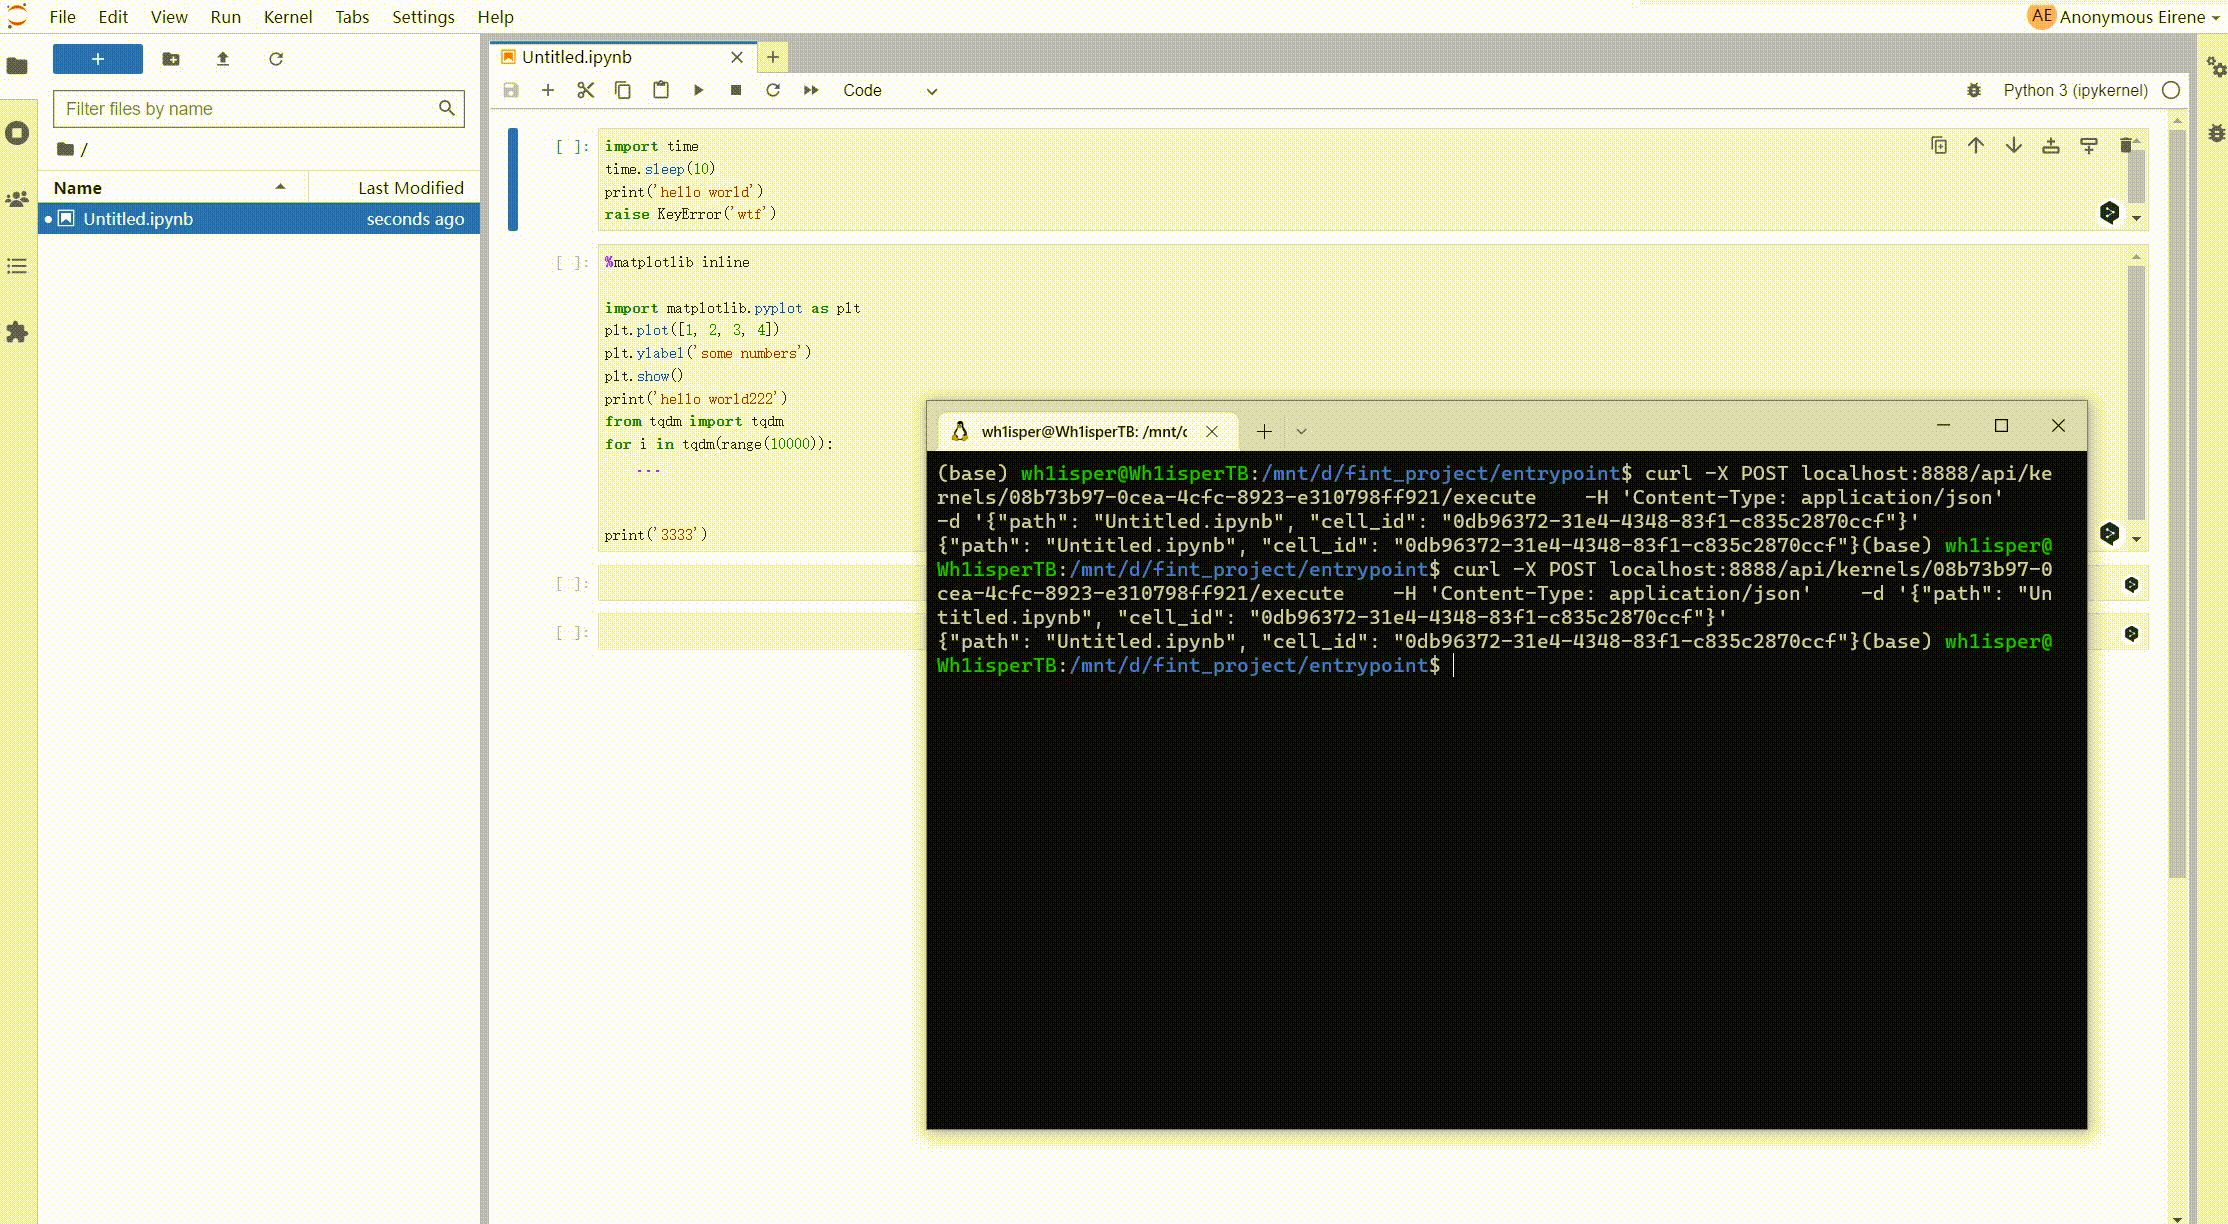 File Edit View Run Kernel Tabs Settings Help
AE Anonymous Eirene
+
Filter files by name
/
Name Last Modified
Untitled.ipynb seconds ago
Untitled.ipynb
Code
Python 3 (ipykernel)
[ ]:
import time
time.sleep(10)
print('hello world')
raise KeyError('wtf')
[ ]:
%matplotlib inline
import matplotlib.pyplot as plt
plt.plot([1, 2, 3, 4])
plt.ylabel('some numbers')
plt.show()
print('hello world222')
from tqdm import tqdm
for i in tqdm(range(10000)):
...
print('3333')
[ ]:
[ ]:
wh1isper@Wh1isperTB: /mnt/c
(base) wh1isper@Wh1isperTB:/mnt/d/fint_project/entrypoint$ curl -X POST localhost:8888/api/ke
rnels/08b73b97-0cea-4cfc-8923-e310798ff921/execute    -H 'Content-Type: application/json'
-d '{"path": "Untitled.ipynb", "cell_id": "0db96372-31e4-4348-83f1-c835c2870ccf"}'
{"path": "Untitled.ipynb", "cell_id": "0db96372-31e4-4348-83f1-c835c2870ccf"}(base) wh1isper@
Wh1isperTB:/mnt/d/fint_project/entrypoint$ curl -X POST localhost:8888/api/kernels/08b73b97-0
cea-4cfc-8923-e310798ff921/execute    -H 'Content-Type: application/json'    -d '{"path": "Un
titled.ipynb", "cell_id": "0db96372-31e4-4348-83f1-c835c2870ccf"}'
{"path": "Untitled.ipynb", "cell_id": "0db96372-31e4-4348-83f1-c835c2870ccf"}(base) wh1isper@
Wh1isperTB:/mnt/d/fint_project/entrypoint$